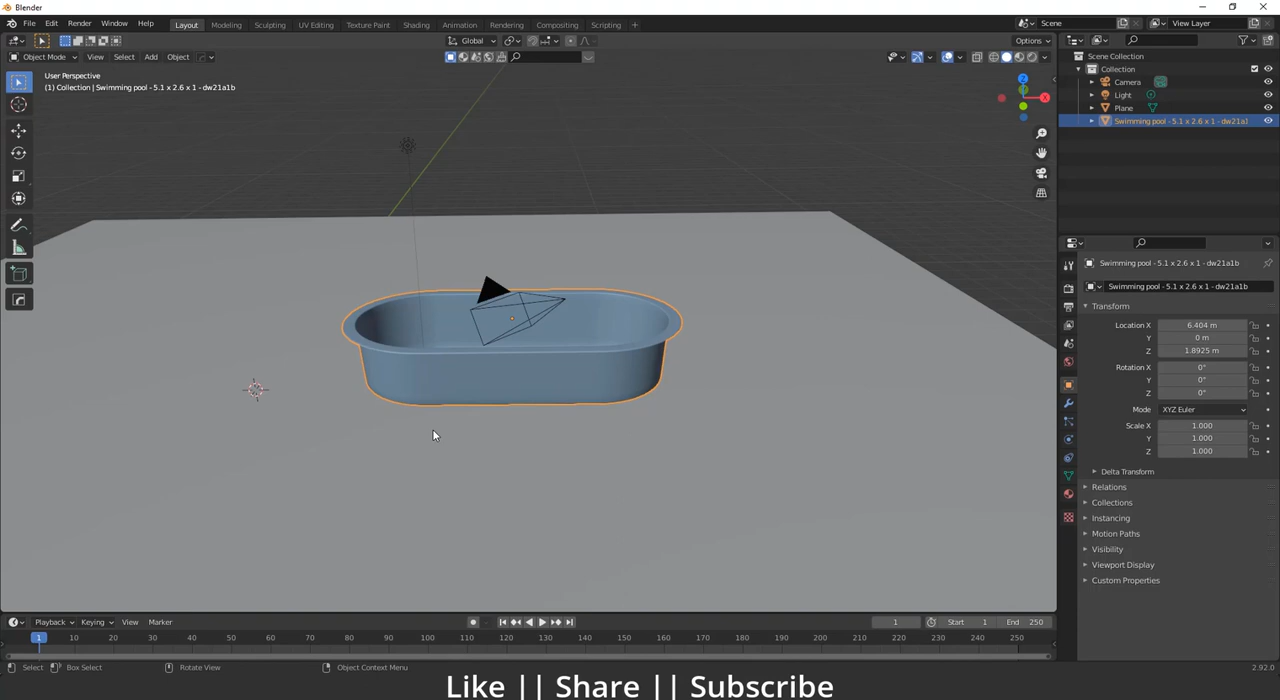 Blender
File Edit Render Window Help Layout Modeling Sculpting UV Editing Texture Paint Shading Animation Rendering Compositing Scripting + Scene View Layer
Global Options
Object Mode View Select Add Object
User Perspective
(1) Collection | Swimming pool - 5.1 x 2.6 x 1 - dw21a1b
X
Scene Collection
Collection
Camera
Light
Plane
Swimming pool - 5.1 x 2.6 x 1 - dw21a1
Swimming pool - 5.1 x 2.6 x 1 - dw21a1b
Swimming pool - 5.1 x 2.6 x 1 - dw21a1b
Transform
Location X 6.404 m
Y 0 m
Z 1.8925 m
Rotation X 0°
Y 0°
Z 0°
Mode XYZ Euler
Scale X 1.000
Y 1.000
Z 1.000
Delta Transform
Relations
Collections
Instancing
Motion Paths
Visibility
Viewport Display
Custom Properties
Playback Keying View Marker 1 Start 1 End 250
1 10 20 30 40 50 60 70 80 90 100 110 120 130 140 150 160 170 180 190 200 210 220 230 240 250
Select Box Select Rotate View Object Context Menu 2.92.0
Like || Share || Subscribe